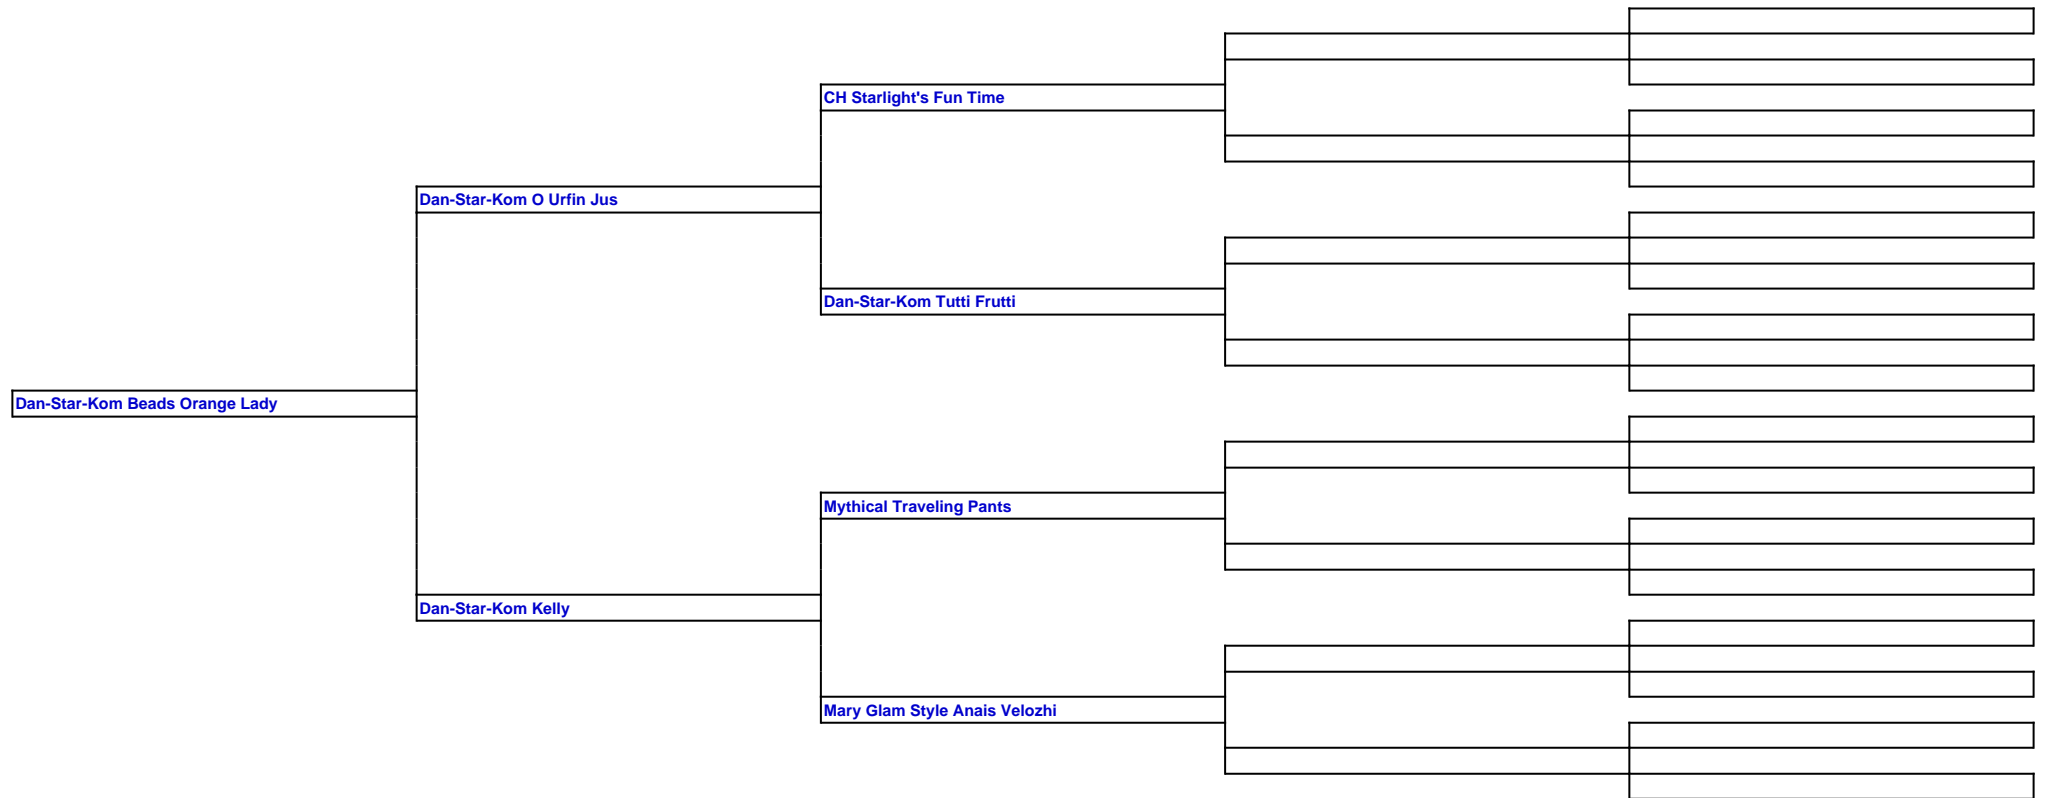 CH Starlight's Fun Time
Dan-Star-Kom O Urfin Jus
Dan-Star-Kom Tutti Frutti
Dan-Star-Kom Beads Orange Lady
Mythical Traveling Pants
Dan-Star-Kom Kelly
Mary Glam Style Anais Velozhi